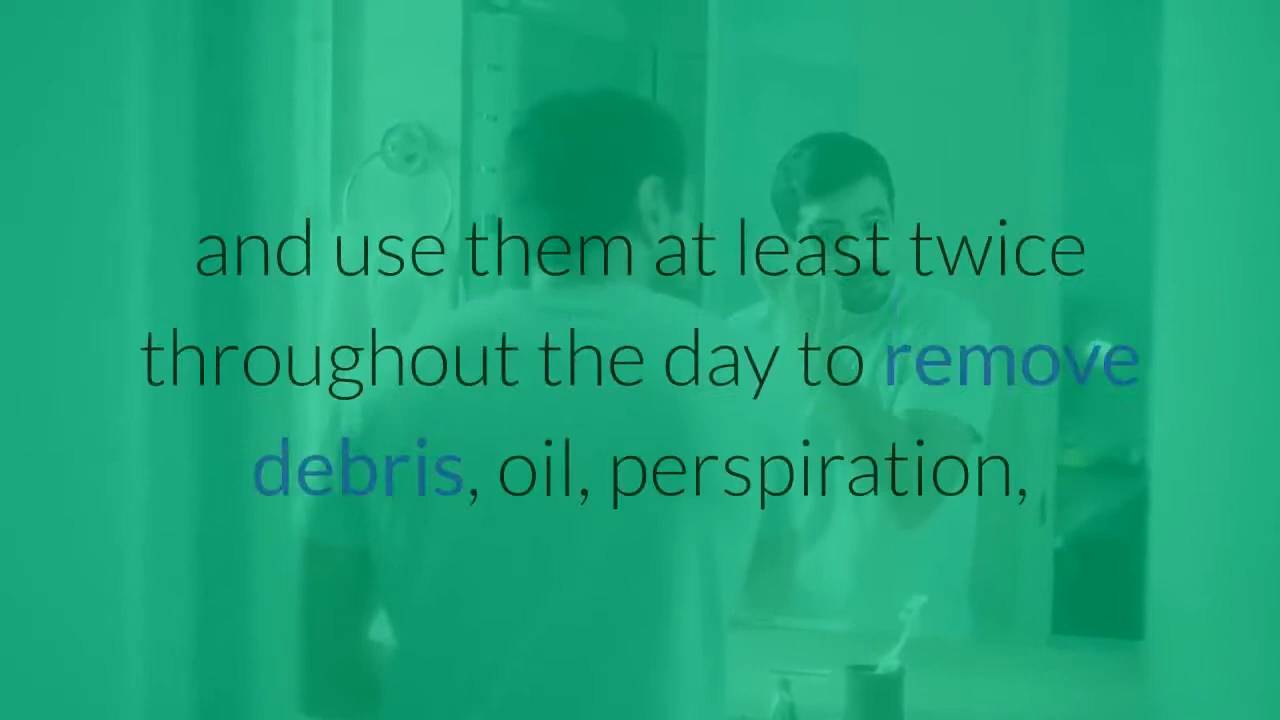 and use them at least twice
throughout the day to remove
debris, oil, perspiration,